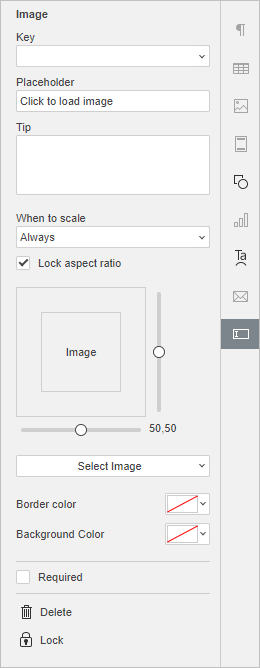 Image
Key
Placeholder
Click to load image
Tip
When to scale
Always
Lock aspect ratio
Image
50,50
Select Image
Border color
Background Color
Required
Delete
Lock
Ta